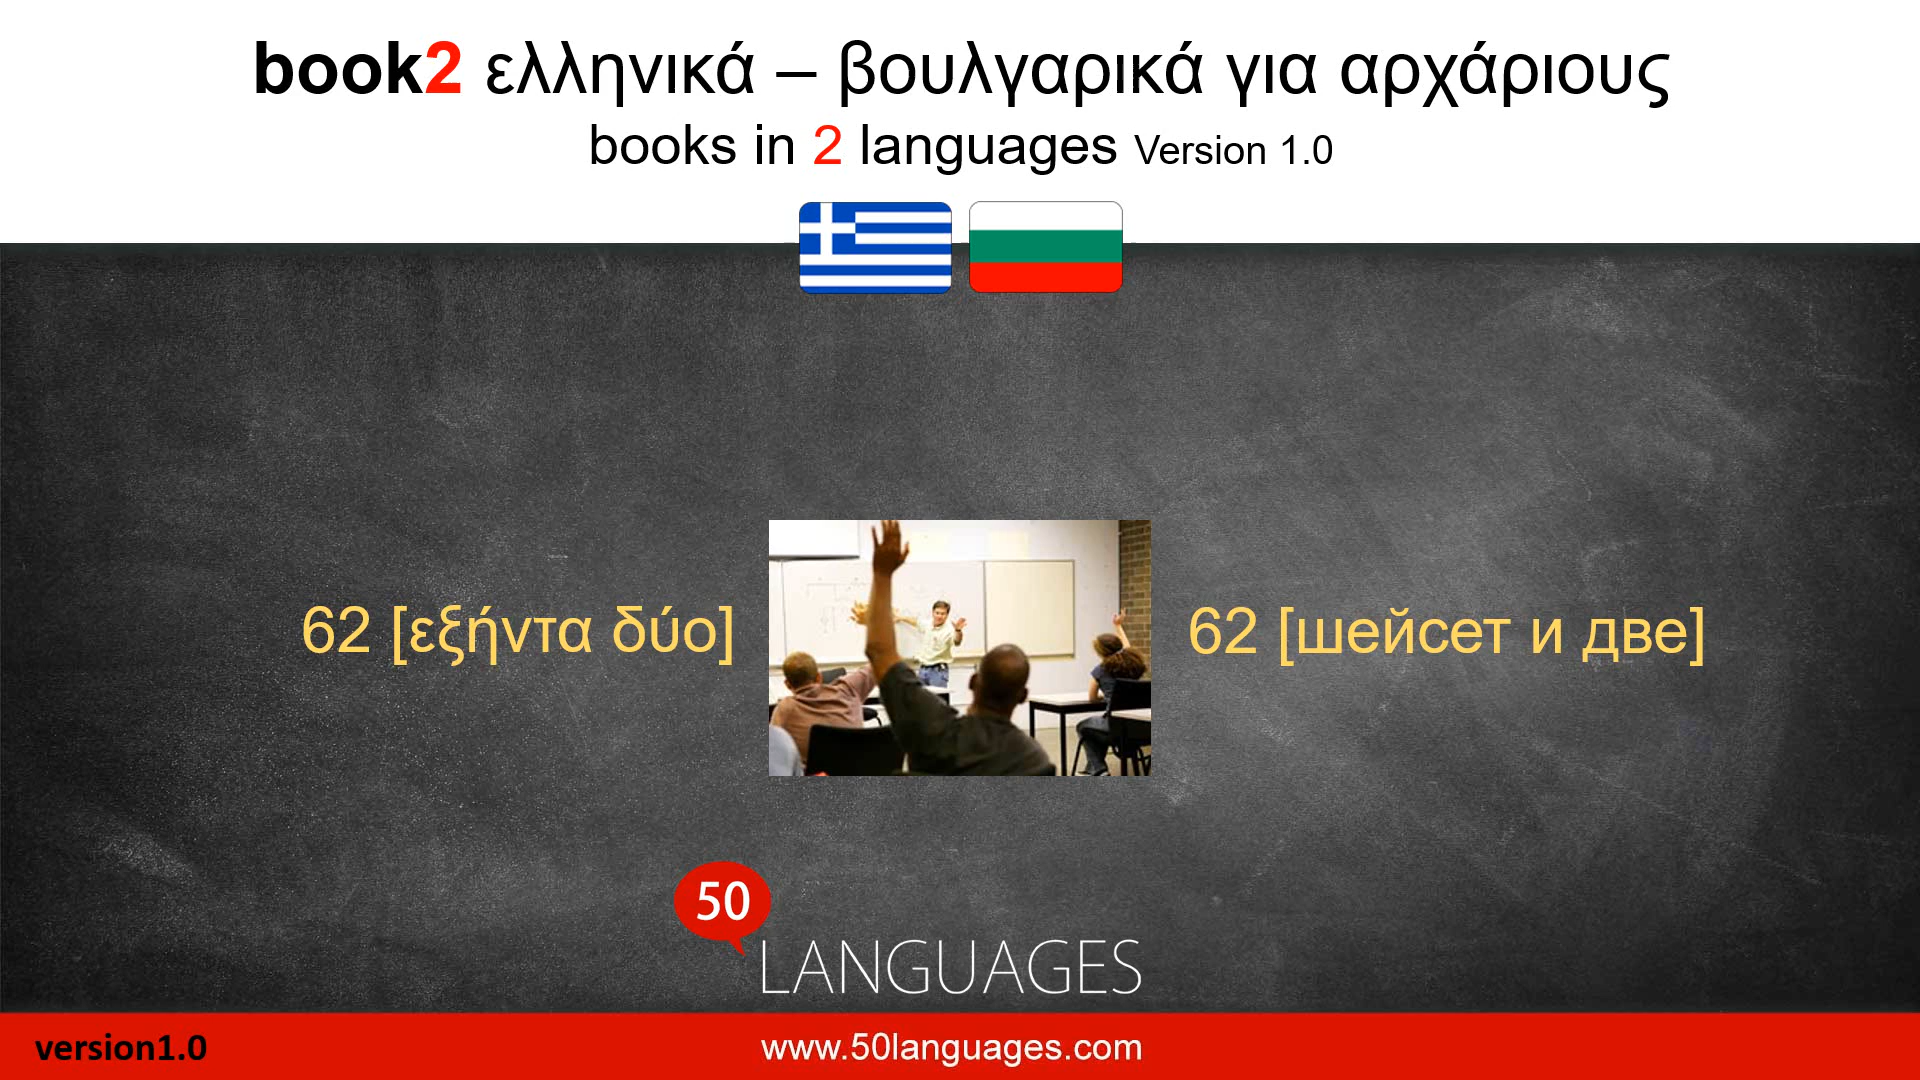 book2 ελληνικά – βουλγαρικά για αρχάριους
books in 2 languages Version 1.0
62 [εξήντα δύο]
62 [шейсет и две]
50
LANGUAGES
version1.0
www.50languages.com